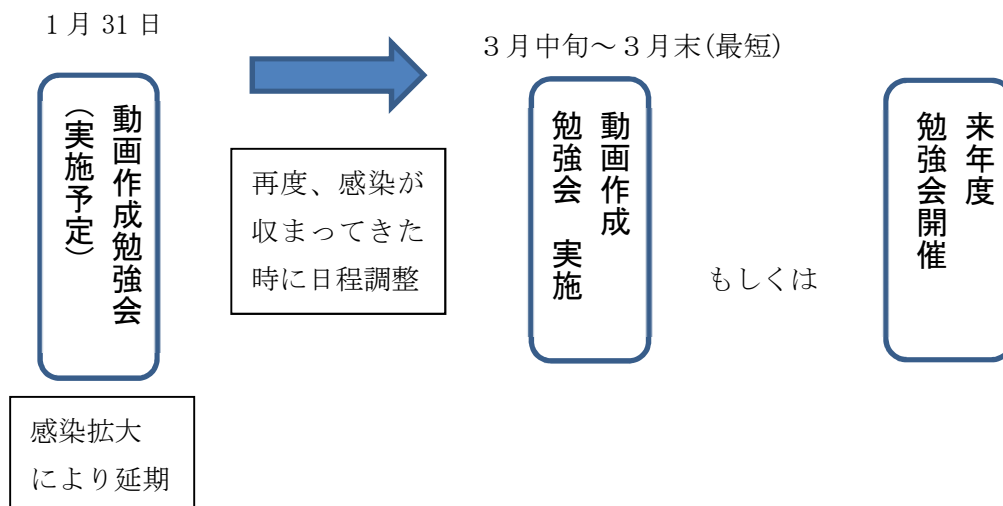 1月31日
動画作成勉強会
(実施予定)
感染拡大
により延期
再度、感染が
収まってきた
時に日程調整
3月中旬~3月末(最短)
動画作成
勉強会 実施
もしくは
来年度
勉強会開催